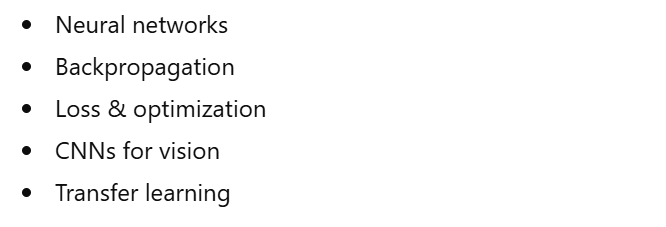 • Neural networks
• Backpropagation
• Loss & optimization
• CNNs for vision
• Transfer learning